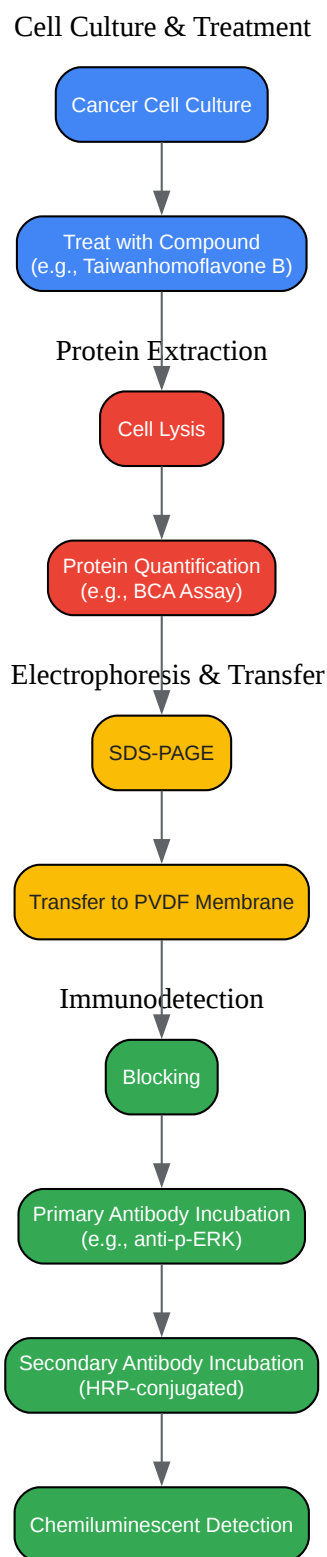 Cell Culture & Treatment
Cancer Cell Culture
Treat with Compound
(e.g., Taiwanhomoflavone B)
Protein Extraction
Cell Lysis
Protein Quantification
(e.g., BCA Assay)
Electrophoresis & Transfer
SDS-PAGE
Transfer to PVDF Membrane
Immunodetection
Blocking
Primary Antibody Incubation
(e.g., anti-p-ERK)
Secondary Antibody Incubation
(HRP-conjugated)
Chemiluminescent Detection